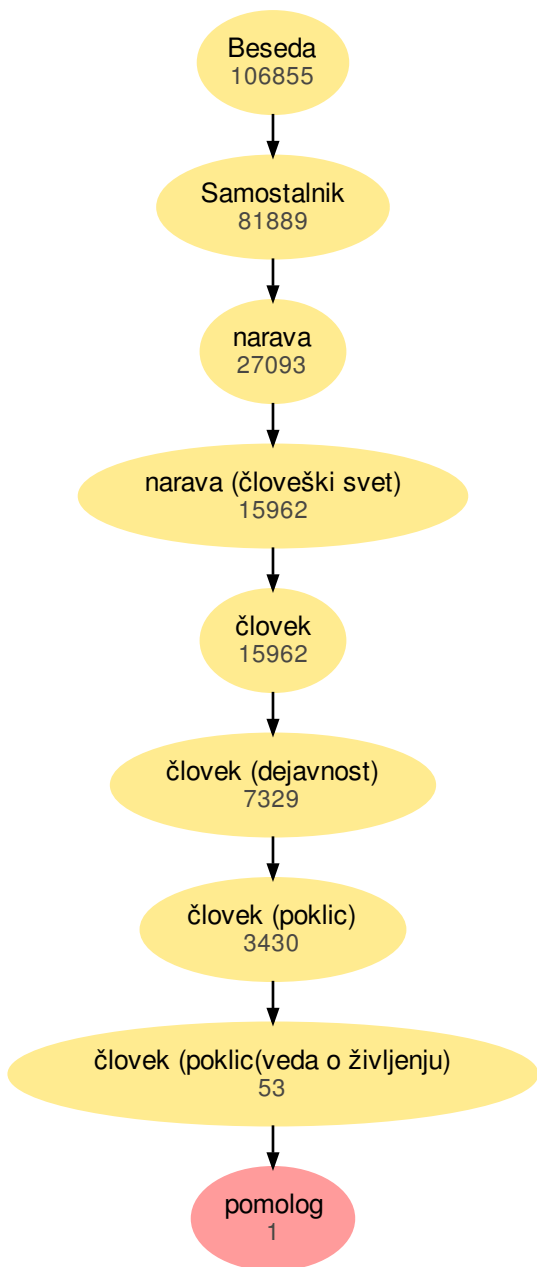 Beseda
106855
Samostalnik
81889
narava
27093
narava (človeški svet)
15962
človek
15962
človek (dejavnost)
7329
človek (poklic)
3430
človek (poklic(veda o življenju)
53
pomolog
1